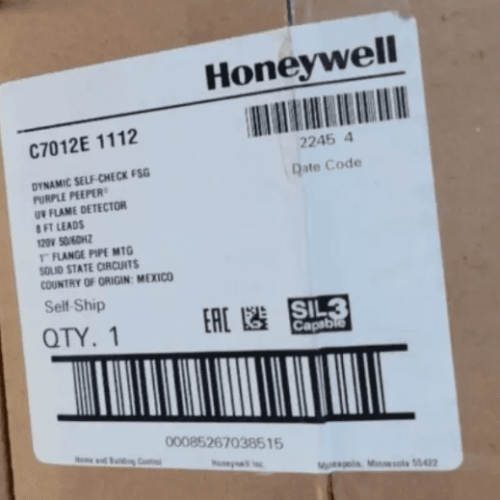 Honeywell
C7012E 1112
2245 4
Date Code
DYNAMIC SELF-CHECK FSG
PURPLE PEEPER®
UV FLAME DETECTOR
8 FT LEADS
120V 50/60HZ
1" FLANGE PIPE MTG
SOLID STATE CIRCUITS
COUNTRY OF ORIGIN: MEXICO
Self-Ship
EAC
SIL3
Capable
QTY. 1
00085267038515
Home and Building Control Honeywell Inc. Minneapolis, Minnesota 55422